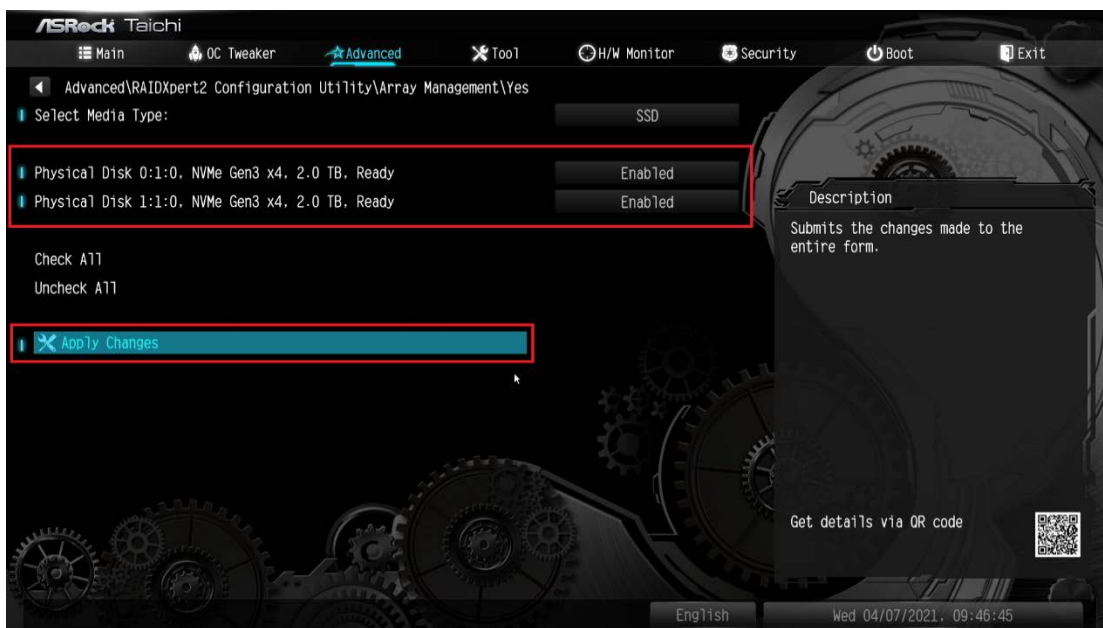 ASRock Taichi
Main OC Tweaker Advanced Tool H/W Monitor Security Boot Exit
Advanced\RAIDXpert2 Configuration Utility\Array Management\Yes
Select Media Type: SSD
Physical Disk 0:1:0, NVMe Gen3 x4, 2.0 TB, Ready Enabled
Physical Disk 1:1:0, NVMe Gen3 x4, 2.0 TB, Ready Enabled
Check All
Uncheck All
Apply Changes
Description
Submits the changes made to the
entire form.
Get details via QR code
English Wed 04/07/2021, 09:46:45